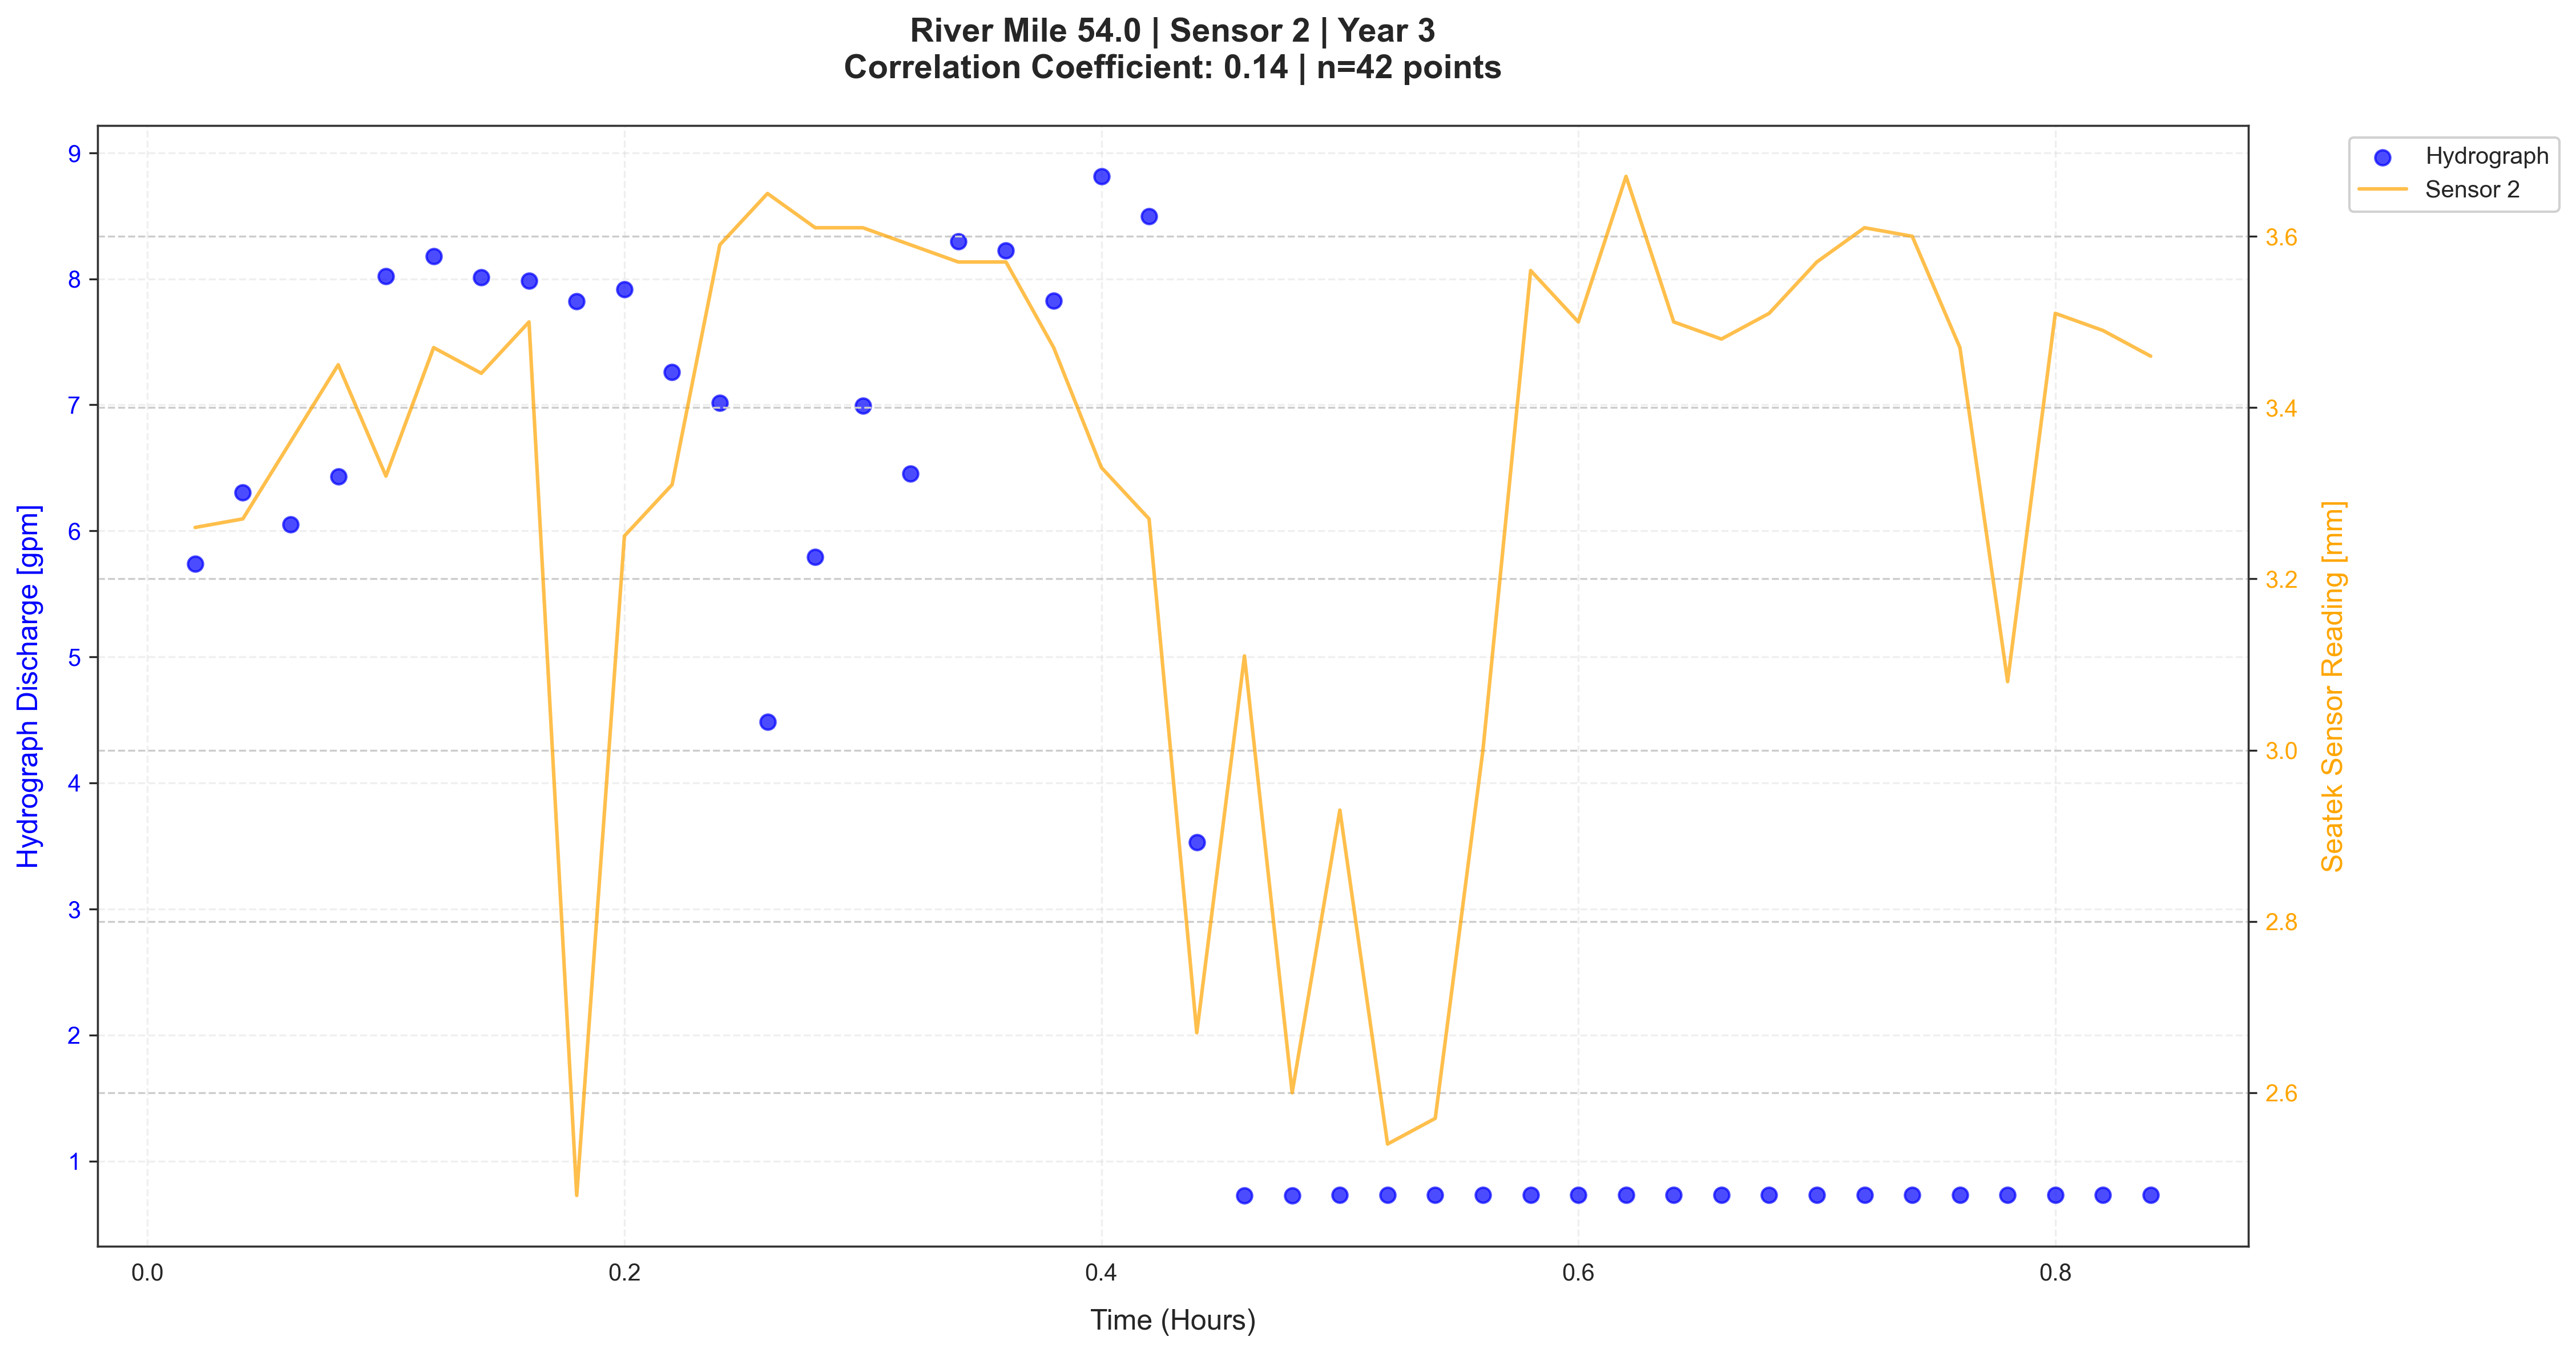 River Mile 54.0 | Sensor 2 | Year 3
Correlation Coefficient: 0.14 | n=42 points
Hydrograph
Sensor 2
Hydrograph Discharge [gpm]
9
8
7
6
5
4
3
2
1
3.6
3.4
3.2
3.0
2.8
2.6
Seatek Sensor Reading [mm]
0.0 0.2 0.4 0.6 0.8
Time (Hours)